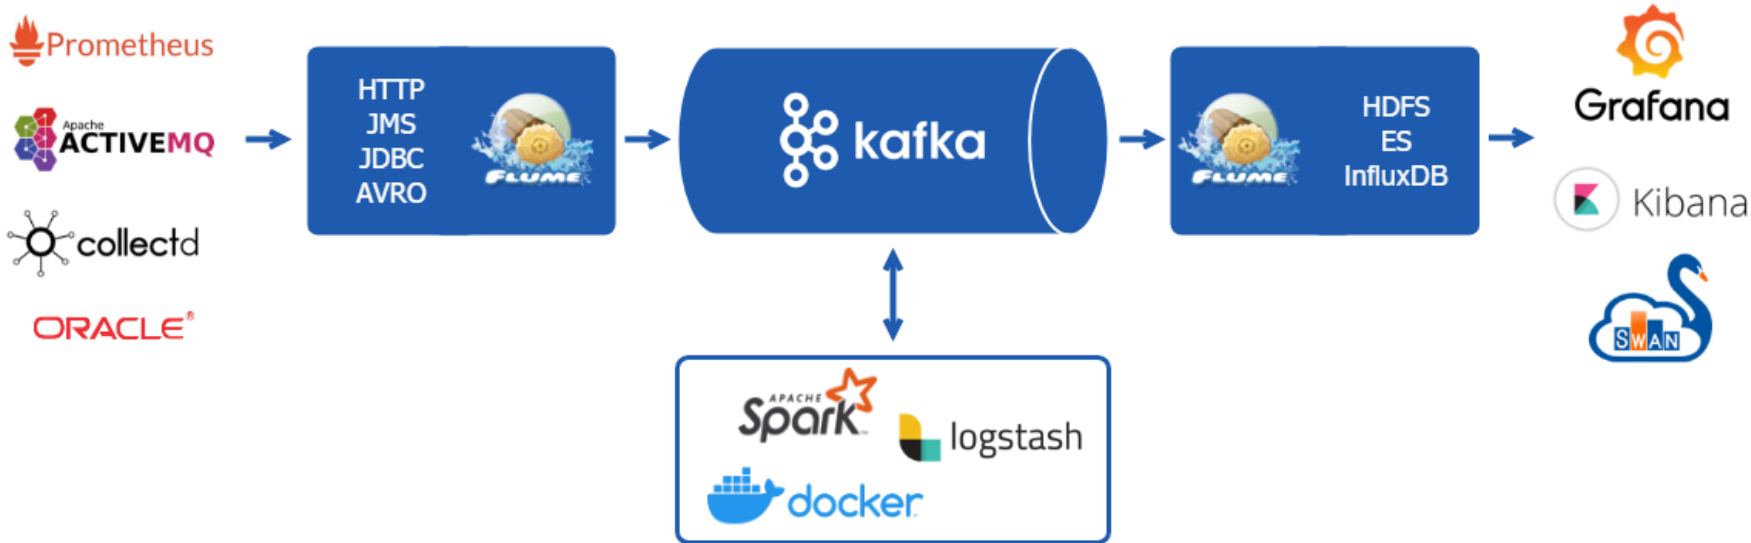 Prometheus
Apache
ACTIVEMQ
collectd
ORACLE®
HTTP
JMS
JDBC
AVRO
FLUME
kafka
APACHE
Spark™
logstash
docker
FLUME
HDFS
ES
InfluxDB
Grafana
Kibana
SWAN